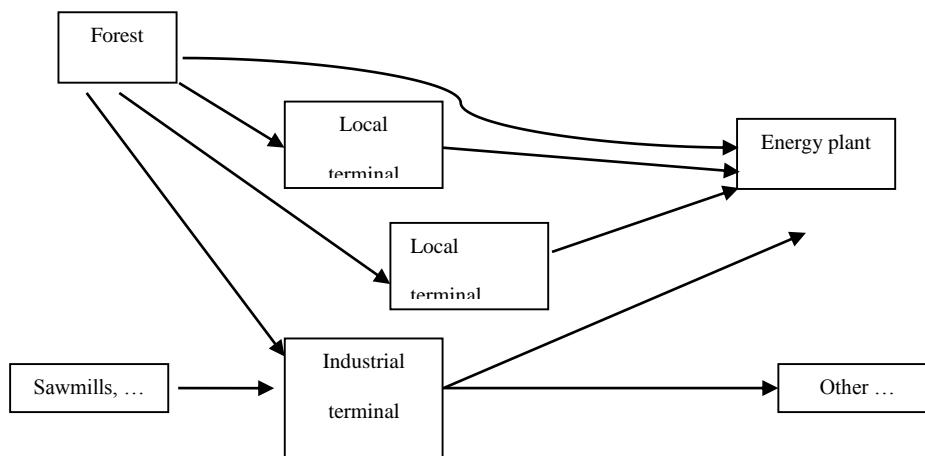 Forest
Local
terminal
Energy plant
Local
terminal
Industrial
terminal
Sawmills, …
Other …